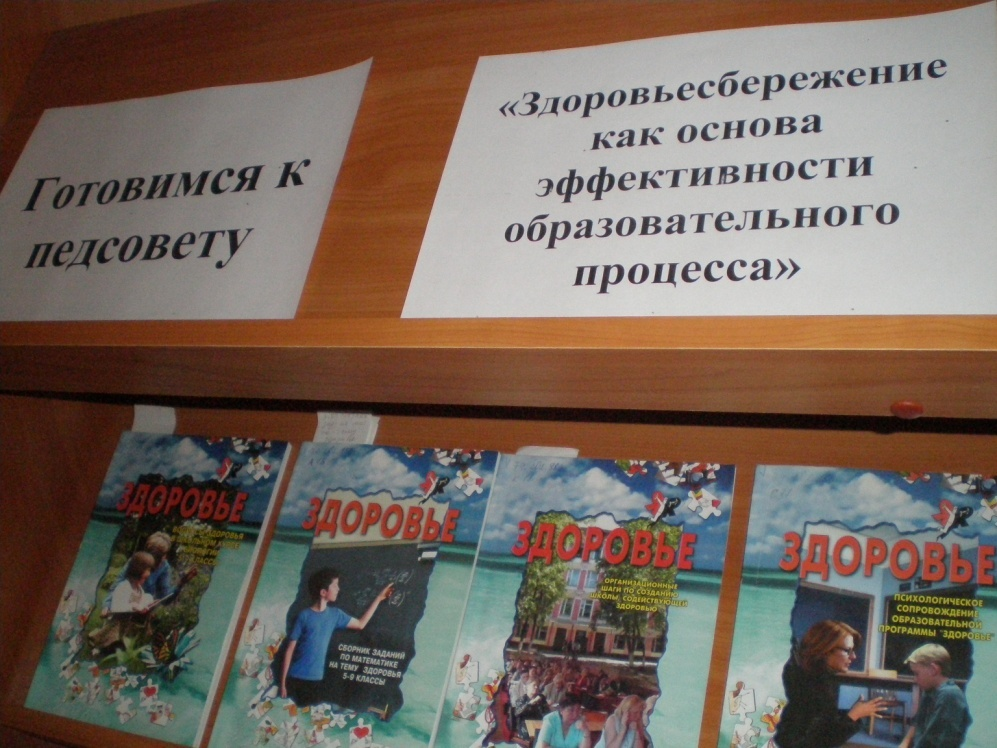 Готовимся к
педсовету
«Здоровьесбережение
как основа
эффективности
образовательного
процесса»
ЗДОРОВЬЕ
ЗДОРОВЬЕ
СБОРНИК ЗАДАНИЙ
ПО МАТЕМАТИКЕ
НА ТЕМУ ЗДОРОВЬЯ
5-9 КЛАССЫ
ЗДОРОВЬЕ
ОРГАНИЗАЦИОННЫЕ
ШАГИ ПО СОЗДАНИЮ
ШКОЛЫ, СОДЕЙСТВУЮЩЕЙ
ЗДОРОВЬЮ
ЗДОРОВЬЕ
ПСИХОЛОГИЧЕСКОЕ
СОПРОВОЖДЕНИЕ
ОБРАЗОВАТЕЛЬНОЙ
ПРОГРАММЫ "ЗДОРОВЬЕ"